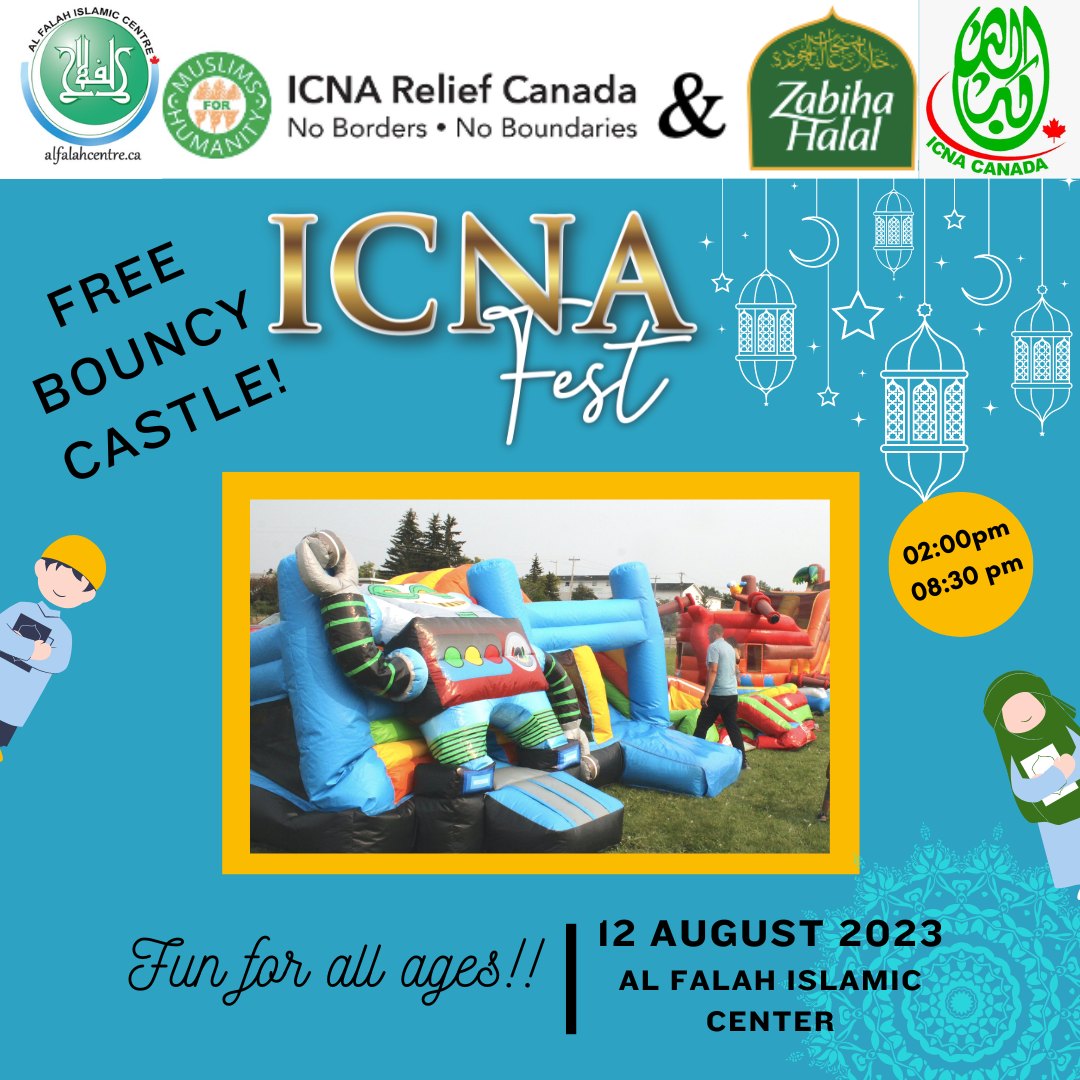 AL FALAH ISLAMIC CENTRE
alfalahcentre.ca
MUSLIMS
FOR
HUMANITY
ICNA Relief Canada
No Borders • No Boundaries
&
Zabiha
Halal
ICNA CANADA
FREE
BOUNCY
CASTLE!
ICNA
Fest
02:00pm
08:30 pm
Fun for all ages!!
12 AUGUST 2023
AL FALAH ISLAMIC
CENTER